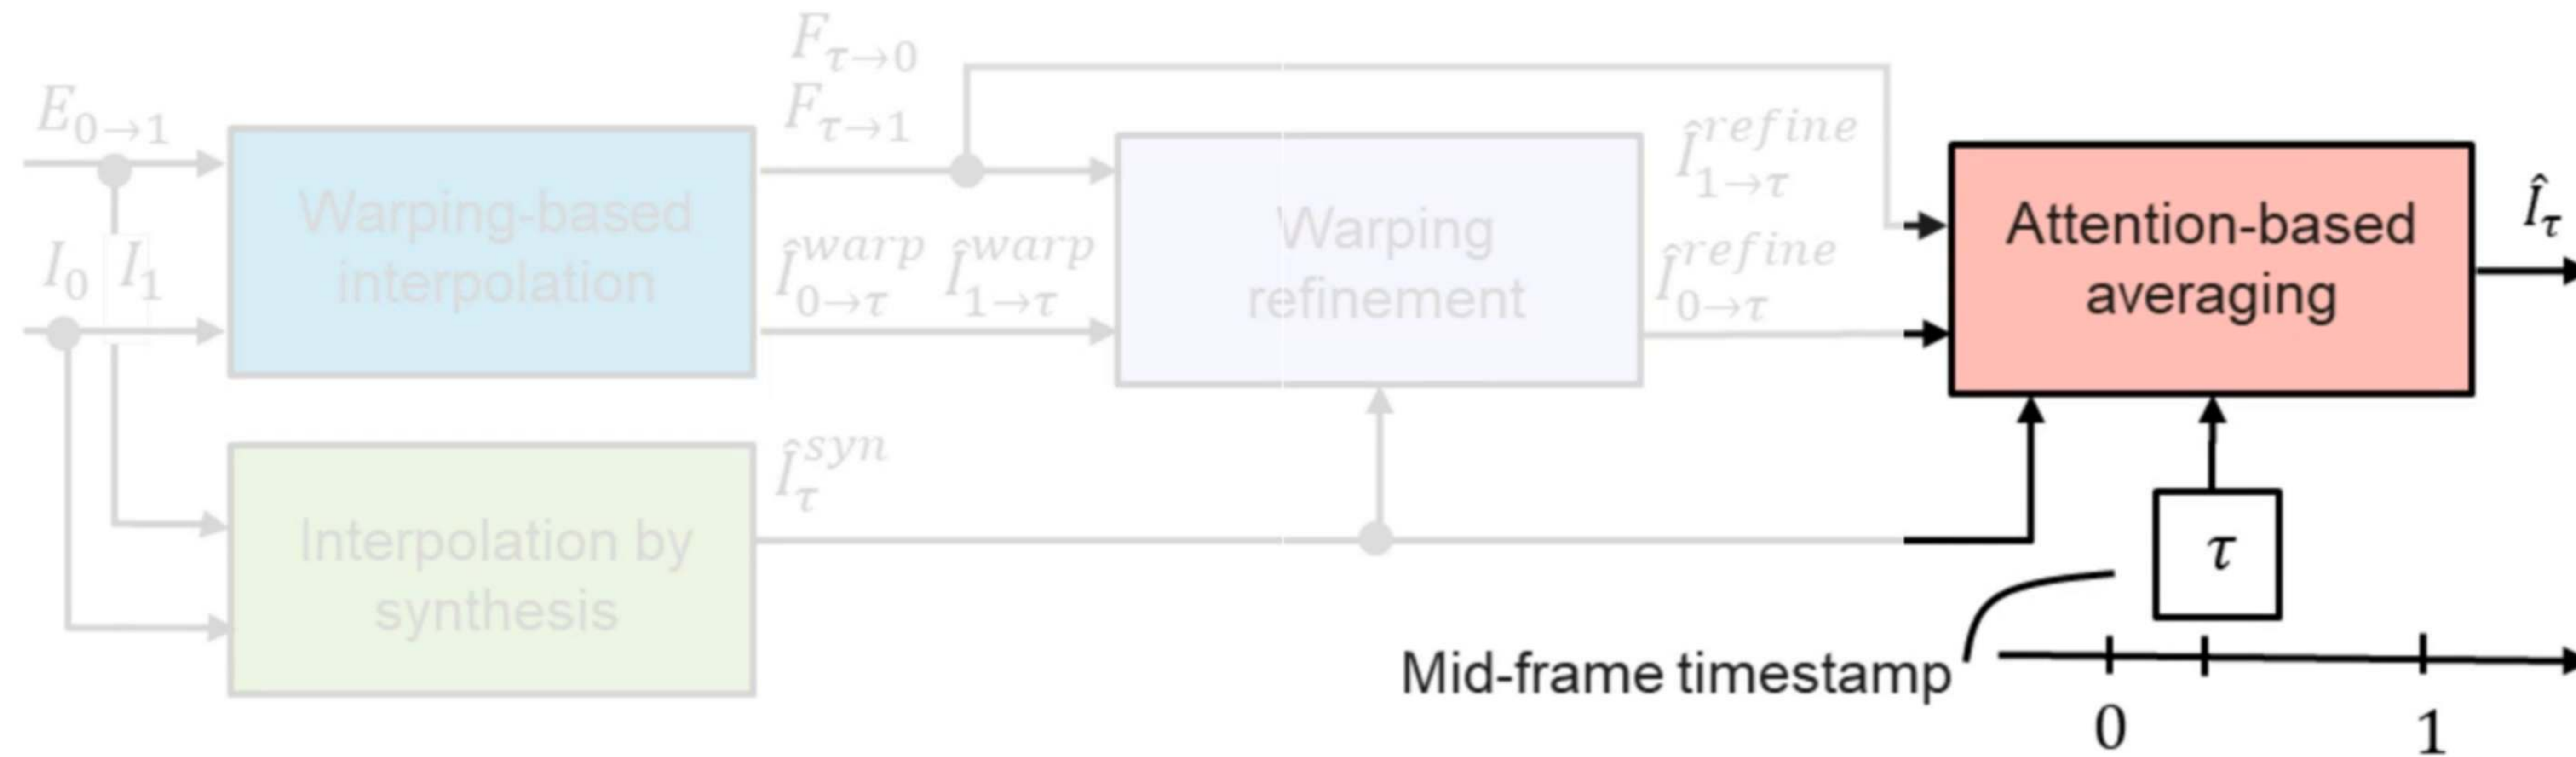 F_{τ→0}
F_{τ→1}
E_{0→1}
I_0 I_1
Warping-based
interpolation
Î^{warp}_{0→τ} Î^{warp}_{1→τ}
Warping
refinement
Î^{refine}_{1→τ}
Î^{refine}_{0→τ}
Attention-based
averaging
Î_τ
Interpolation by
synthesis
Î^{syn}_τ
τ
Mid-frame timestamp
0 1